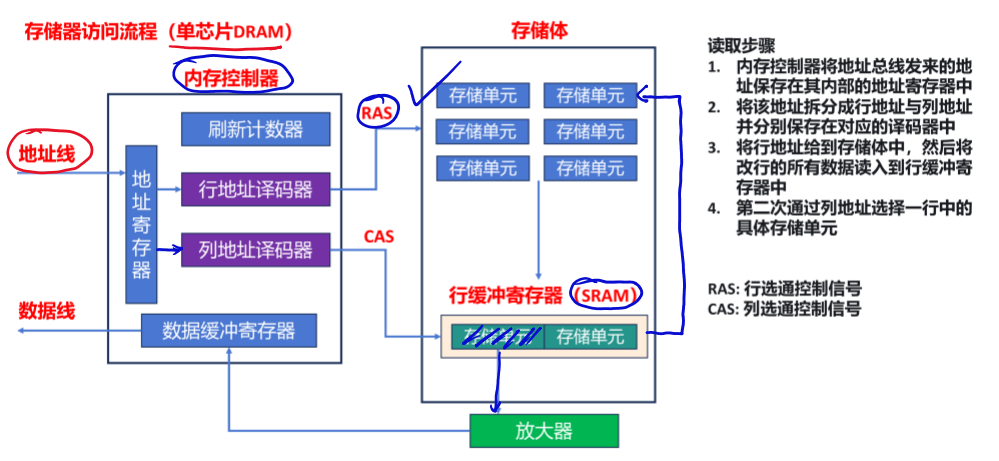 存储器访问流程（单芯片DRAM）
存储体
内存控制器
地址线
刷新计数器
地址寄存器
行地址译码器
列地址译码器
RAS
CAS
存储单元
存储单元
存储单元
存储单元
存储单元
存储单元
行缓冲寄存器（SRAM）
存储单元
存储单元
数据线
数据缓冲寄存器
放大器
读取步骤
1. 内存控制器将地址总线发来的地
址保存在其内部的地址寄存器中
2. 将该地址拆分成行地址与列地址
并分别保存在对应的译码器中
3. 将行地址给到存储体中，然后将
改行的所有数据读入到行缓冲寄
存器中
4. 第二次通过列地址选择一行中的
具体存储单元
RAS: 行选通控制信号
CAS: 列选通控制信号